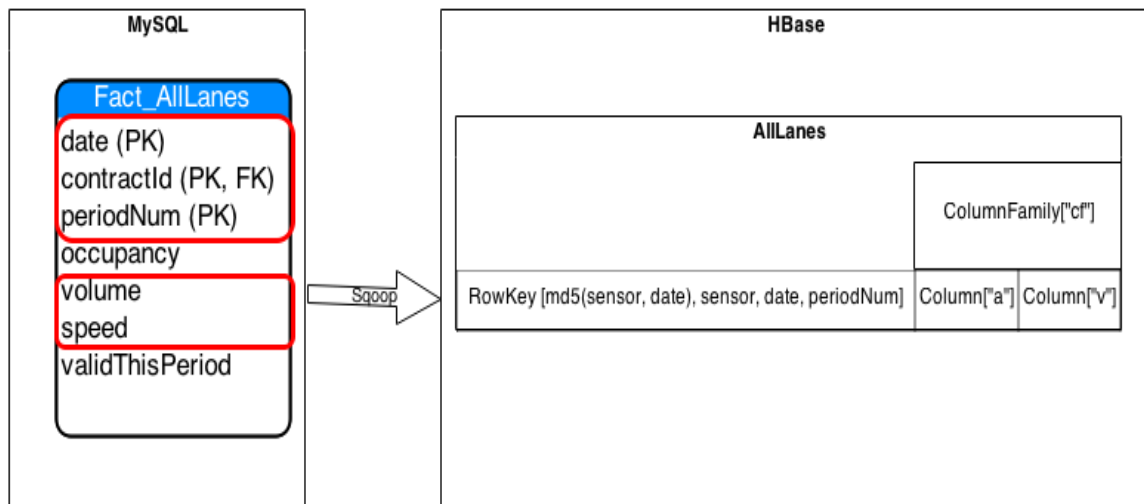 MySQL
Fact_AllLanes
date (PK)
contractId (PK, FK)
periodNum (PK)
occupancy
volume
speed
validThisPeriod
Sqoop
HBase
AllLanes
ColumnFamily["cf"]
RowKey [md5(sensor, date), sensor, date, periodNum]
Column["a"]
Column["v"]